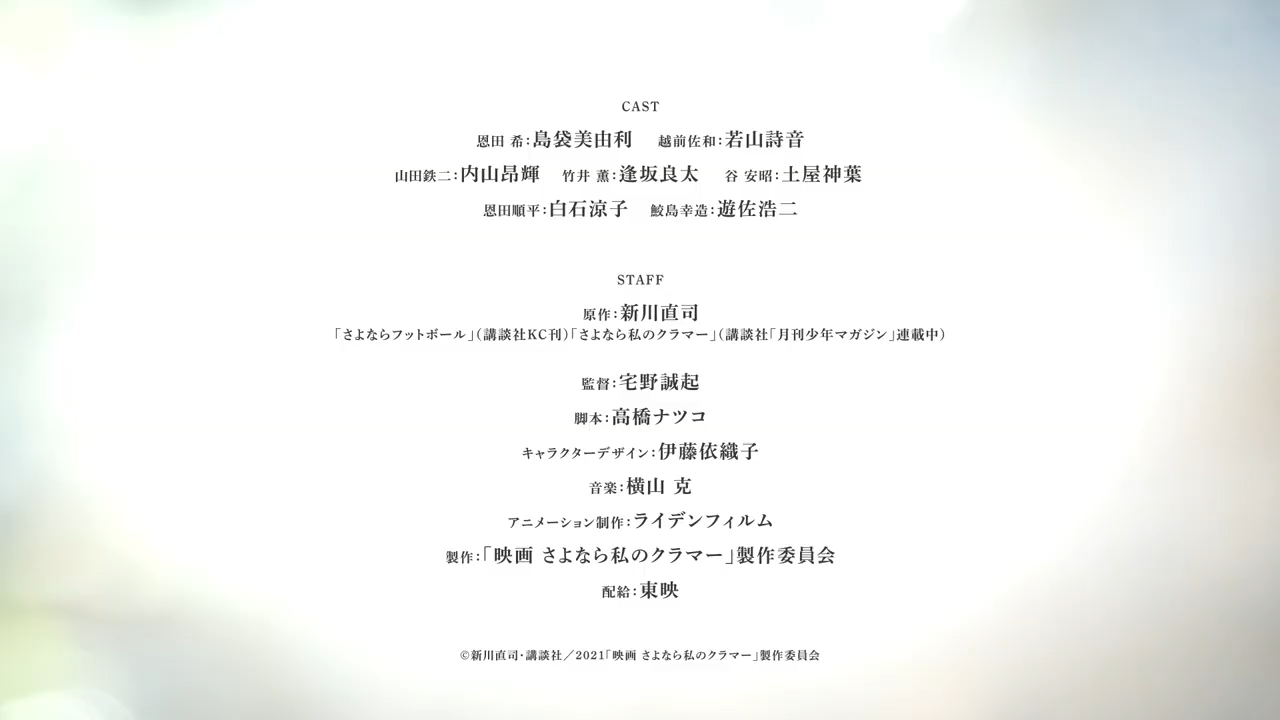 CAST
恩田 希：島袋美由利　越前佐和：若山詩音
山田鉄二：内山昂輝　竹井 薫：逢坂良太　谷 安昭：土屋神葉
恩田順平：白石涼子　鮫島幸造：遊佐浩二
STAFF
原作：新川直司
「さよならフットボール」（講談社KC刊）「さよなら私のクラマー」（講談社「月刊少年マガジン」連載中）
監督：宅野誠起
脚本：高橋ナツコ
キャラクターデザイン：伊藤依織子
音楽：横山 克
アニメーション制作：ライデンフィルム
製作：「映画 さよなら私のクラマー」製作委員会
配給：東映
©新川直司・講談社／2021「映画 さよなら私のクラマー」製作委員会